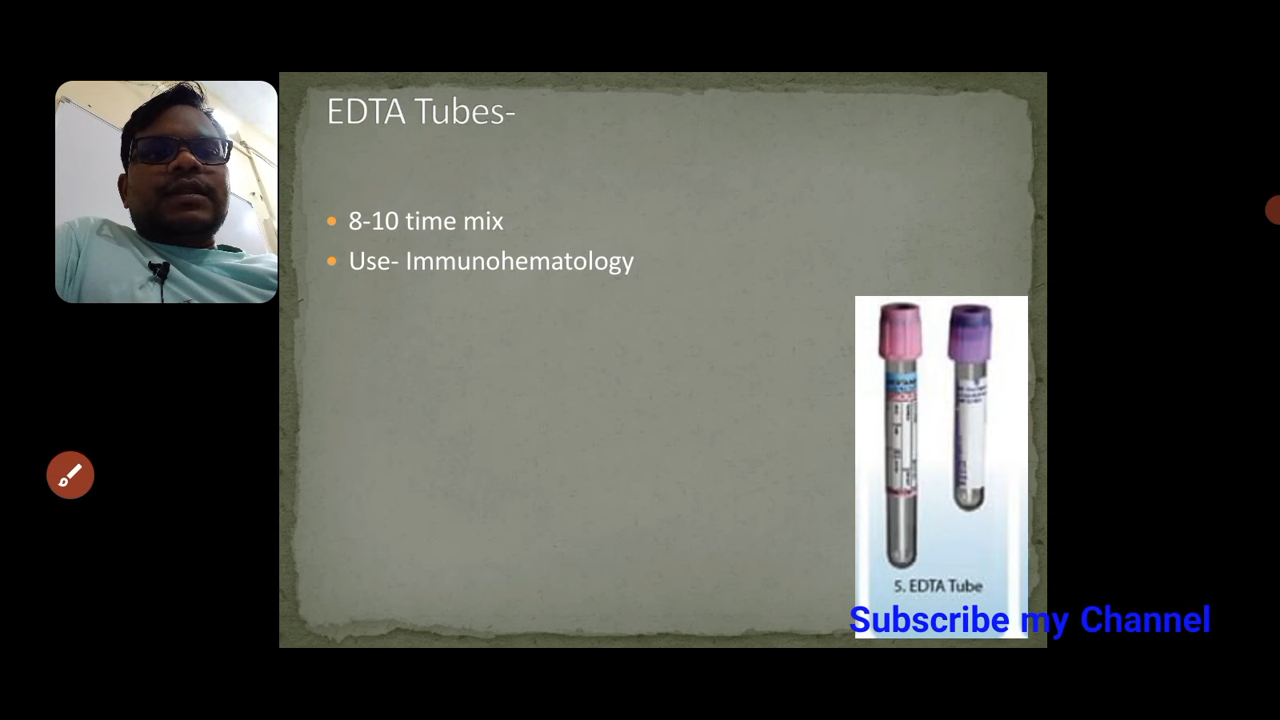 EDTA Tubes-
8-10 time mix
Use- Immunohematology
5. EDTA Tube
Subscribe my Channel